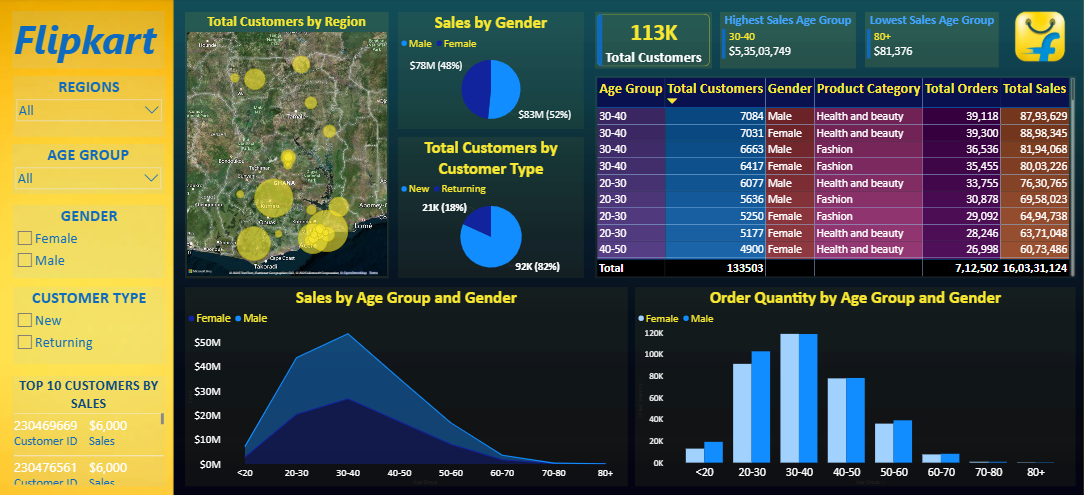 Flipkart
REGIONS
All
AGE GROUP
All
GENDER
Female
Male
CUSTOMER TYPE
New
Returning
TOP 10 CUSTOMERS BY
SALES
230469669 $6,000
Customer ID Sales
230476561 $6,000
Customer ID Sales
Total Customers by Region
Tamale
GHANA
Kumasi
Lomé
Cape Coast
Takoradi
Sales by Gender
Male Female
$78M (48%)
$83M (52%)
Total Customers by
Customer Type
New Returning
21K (18%)
92K (82%)
113K
Total Customers
Highest Sales Age Group
30-40
$5,35,03,749
Lowest Sales Age Group
80+
$81,376
Age Group Total Customers Gender Product Category Total Orders Total Sales
30-40 7084 Male Health and beauty 39,118 87,93,629
30-40 7031 Female Health and beauty 39,300 88,98,345
30-40 6663 Male Fashion 36,536 81,94,068
30-40 6417 Female Fashion 35,455 80,03,226
20-30 6077 Male Health and beauty 33,755 76,30,765
20-30 5636 Male Fashion 30,878 69,58,023
20-30 5250 Female Fashion 29,092 64,94,738
20-30 5177 Female Health and beauty 28,246 63,71,048
40-50 4900 Female Health and beauty 26,998 60,73,486
Total 133503 7,12,502 16,03,31,124
Sales by Age Group and Gender
Female Male
$50M
$40M
$30M
$20M
$10M
$0M
<20 20-30 30-40 40-50 50-60 60-70 70-80 80+
Order Quantity by Age Group and Gender
Female Male
120K
100K
80K
60K
40K
20K
0K
<20 20-30 30-40 40-50 50-60 60-70 70-80 80+